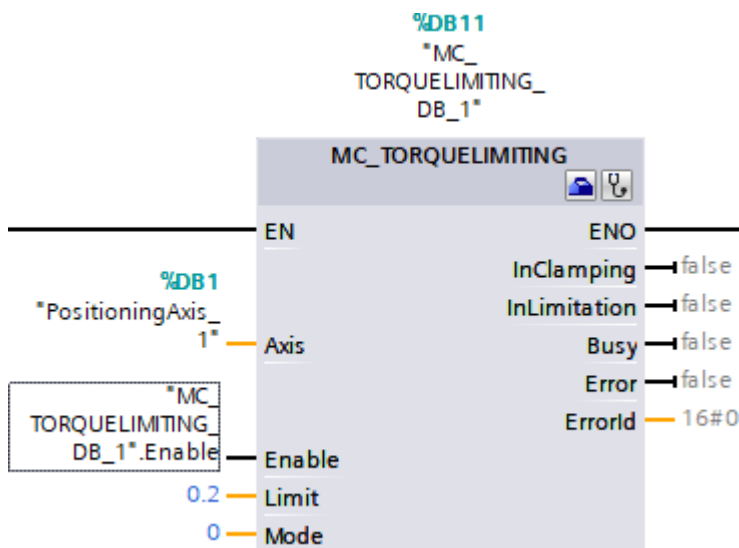 %DB11
"MC_
TORQUELIMITING_
DB_1"
MC_TORQUELIMITING
EN
ENO
InClamping
false
%DB1
InLimitation
false
"PositioningAxis_
1"
Axis
Busy
false
Error
false
"MC_
TORQUELIMITING_
DB_1".Enable
ErrorId
16#0
Enable
0.2
Limit
0
Mode